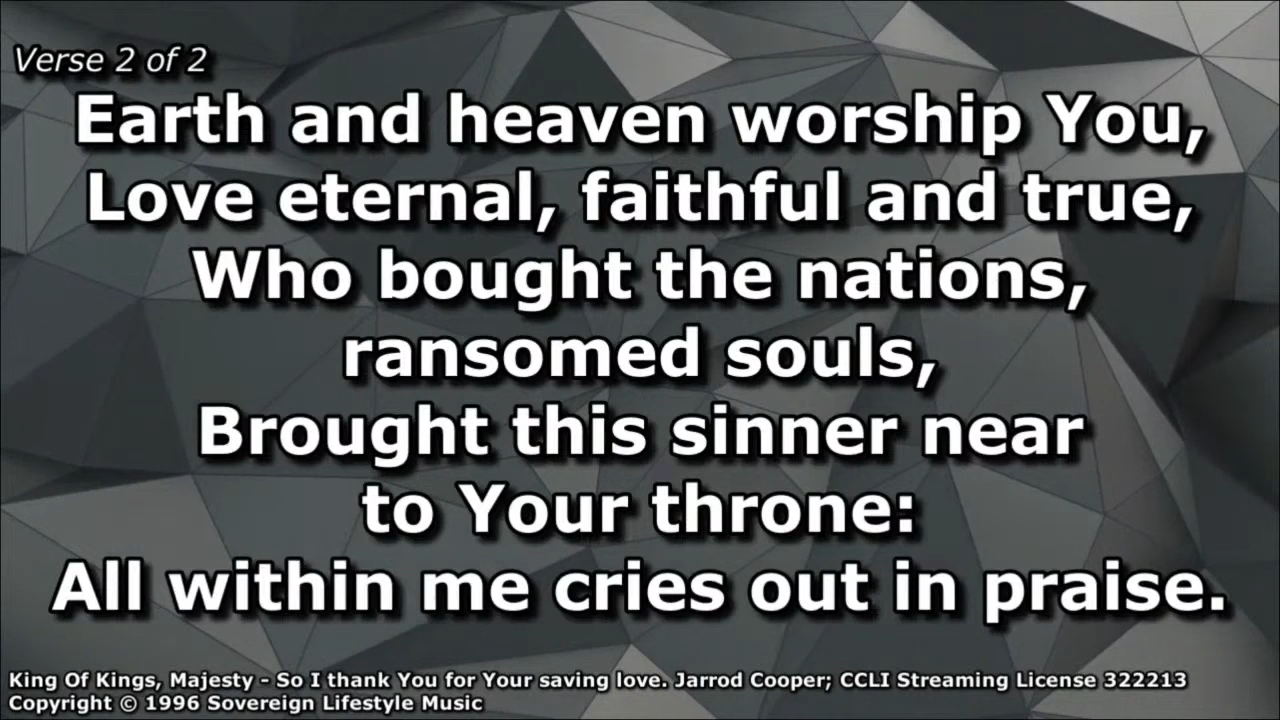 Verse 2 of 2
Earth and heaven worship You,
Love eternal, faithful and true,
Who bought the nations,
ransomed souls,
Brought this sinner near
to Your throne:
All within me cries out in praise.
King Of Kings, Majesty - So I thank You for Your saving love. Jarrod Cooper; CCLI Streaming License 322213
Copyright © 1996 Sovereign Lifestyle Music